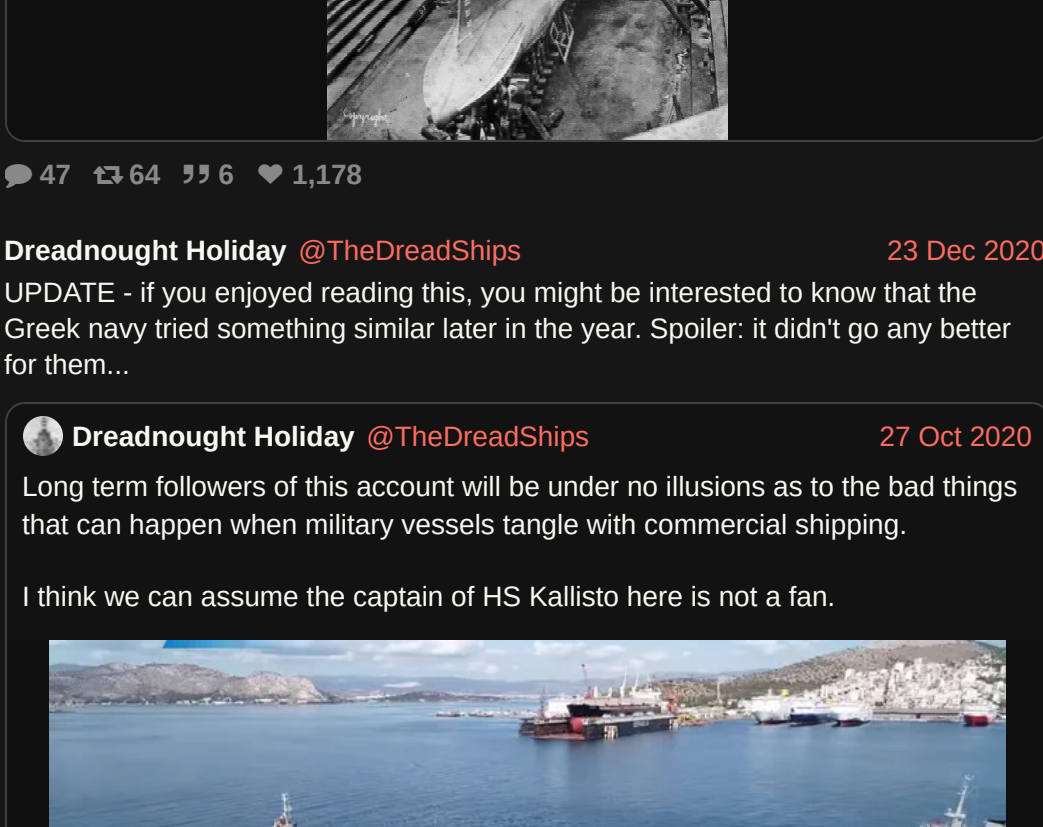 Copyright
47 64 6 1,178
Dreadnought Holiday @TheDreadShips 23 Dec 2020
UPDATE - if you enjoyed reading this, you might be interested to know that the
Greek navy tried something similar later in the year. Spoiler: it didn't go any better
for them...
Dreadnought Holiday @TheDreadShips 27 Oct 2020
Long term followers of this account will be under no illusions as to the bad things
that can happen when military vessels tangle with commercial shipping.
I think we can assume the captain of HS Kallisto here is not a fan.